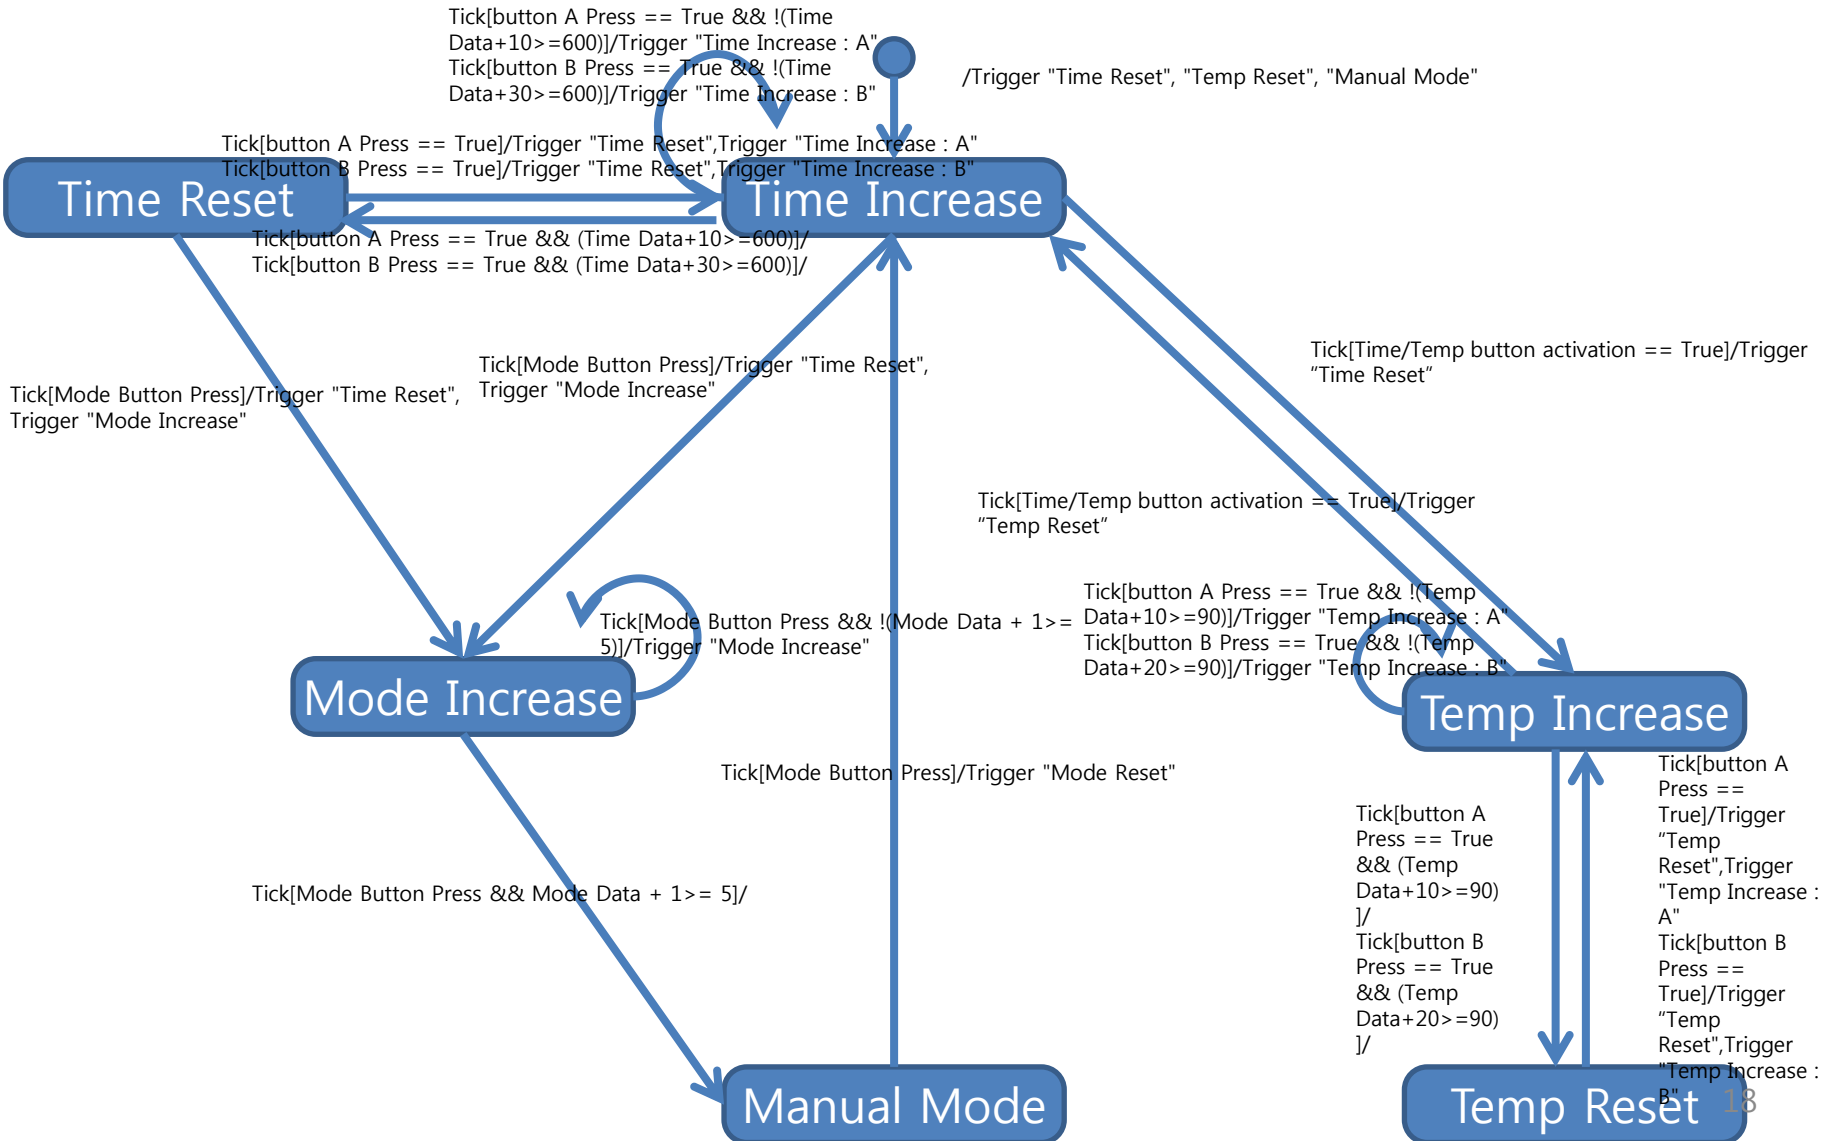 Tick[button A Press == True && !(Time
Data+10>=600)]/Trigger "Time Increase : A"
Tick[button B Press == True && !(Time
Data+30>=600)]/Trigger "Time Increase : B"
/Trigger "Time Reset", "Temp Reset", "Manual Mode"
Tick[button A Press == True]/Trigger "Time Reset",Trigger "Time Increase : A"
Tick[button B Press == True]/Trigger "Time Reset",Trigger "Time Increase : B"
Time Reset
Time Increase
Tick[button A Press == True && (Time Data+10>=600)]/
Tick[button B Press == True && (Time Data+30>=600)]/
Tick[Time/Temp button activation == True]/Trigger
“Time Reset”
Tick[Mode Button Press]/Trigger "Time Reset",
Trigger "Mode Increase"
Tick[Mode Button Press]/Trigger "Time Reset",
Trigger "Mode Increase"
Tick[Time/Temp button activation == True]/Trigger
“Temp Reset”
Tick[Mode Button Press && !(Mode Data + 1>=
5)]/Trigger "Mode Increase"
Tick[button A Press == True && !(Temp
Data+10>=90)]/Trigger "Temp Increase : A"
Tick[button B Press == True && !(Temp
Data+20>=90)]/Trigger "Temp Increase : B"
Mode Increase
Temp Increase
Tick[Mode Button Press]/Trigger "Mode Reset"
Tick[button A
Press == True
&& (Temp
Data+10>=90)
]/
Tick[button B
Press == True
&& (Temp
Data+20>=90)
]/
Tick[button A
Press ==
True]/Trigger
“Temp
Reset",Trigger
"Temp Increase :
A"
Tick[button B
Press ==
True]/Trigger
“Temp
Reset",Trigger
"Temp Increase :
B"
Tick[Mode Button Press && Mode Data + 1>= 5]/
Manual Mode
Temp Reset
18